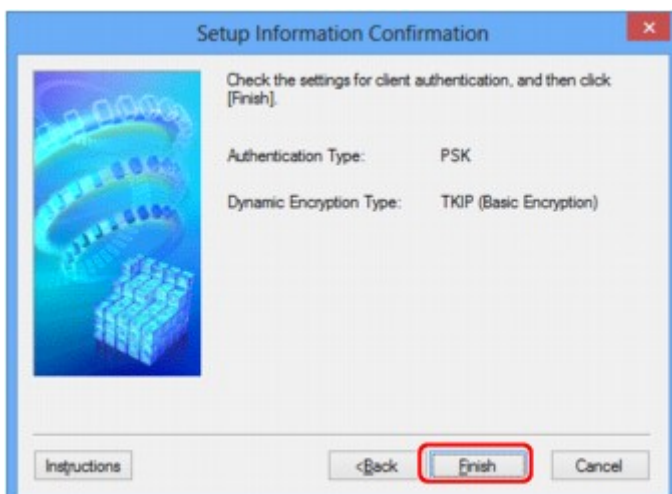 Setup Information Confirmation
Check the settings for client authentication, and then click
[Finish].
Authentication Type: PSK
Dynamic Encryption Type: TKIP (Basic Encryption)
Instructions <Back Finish Cancel